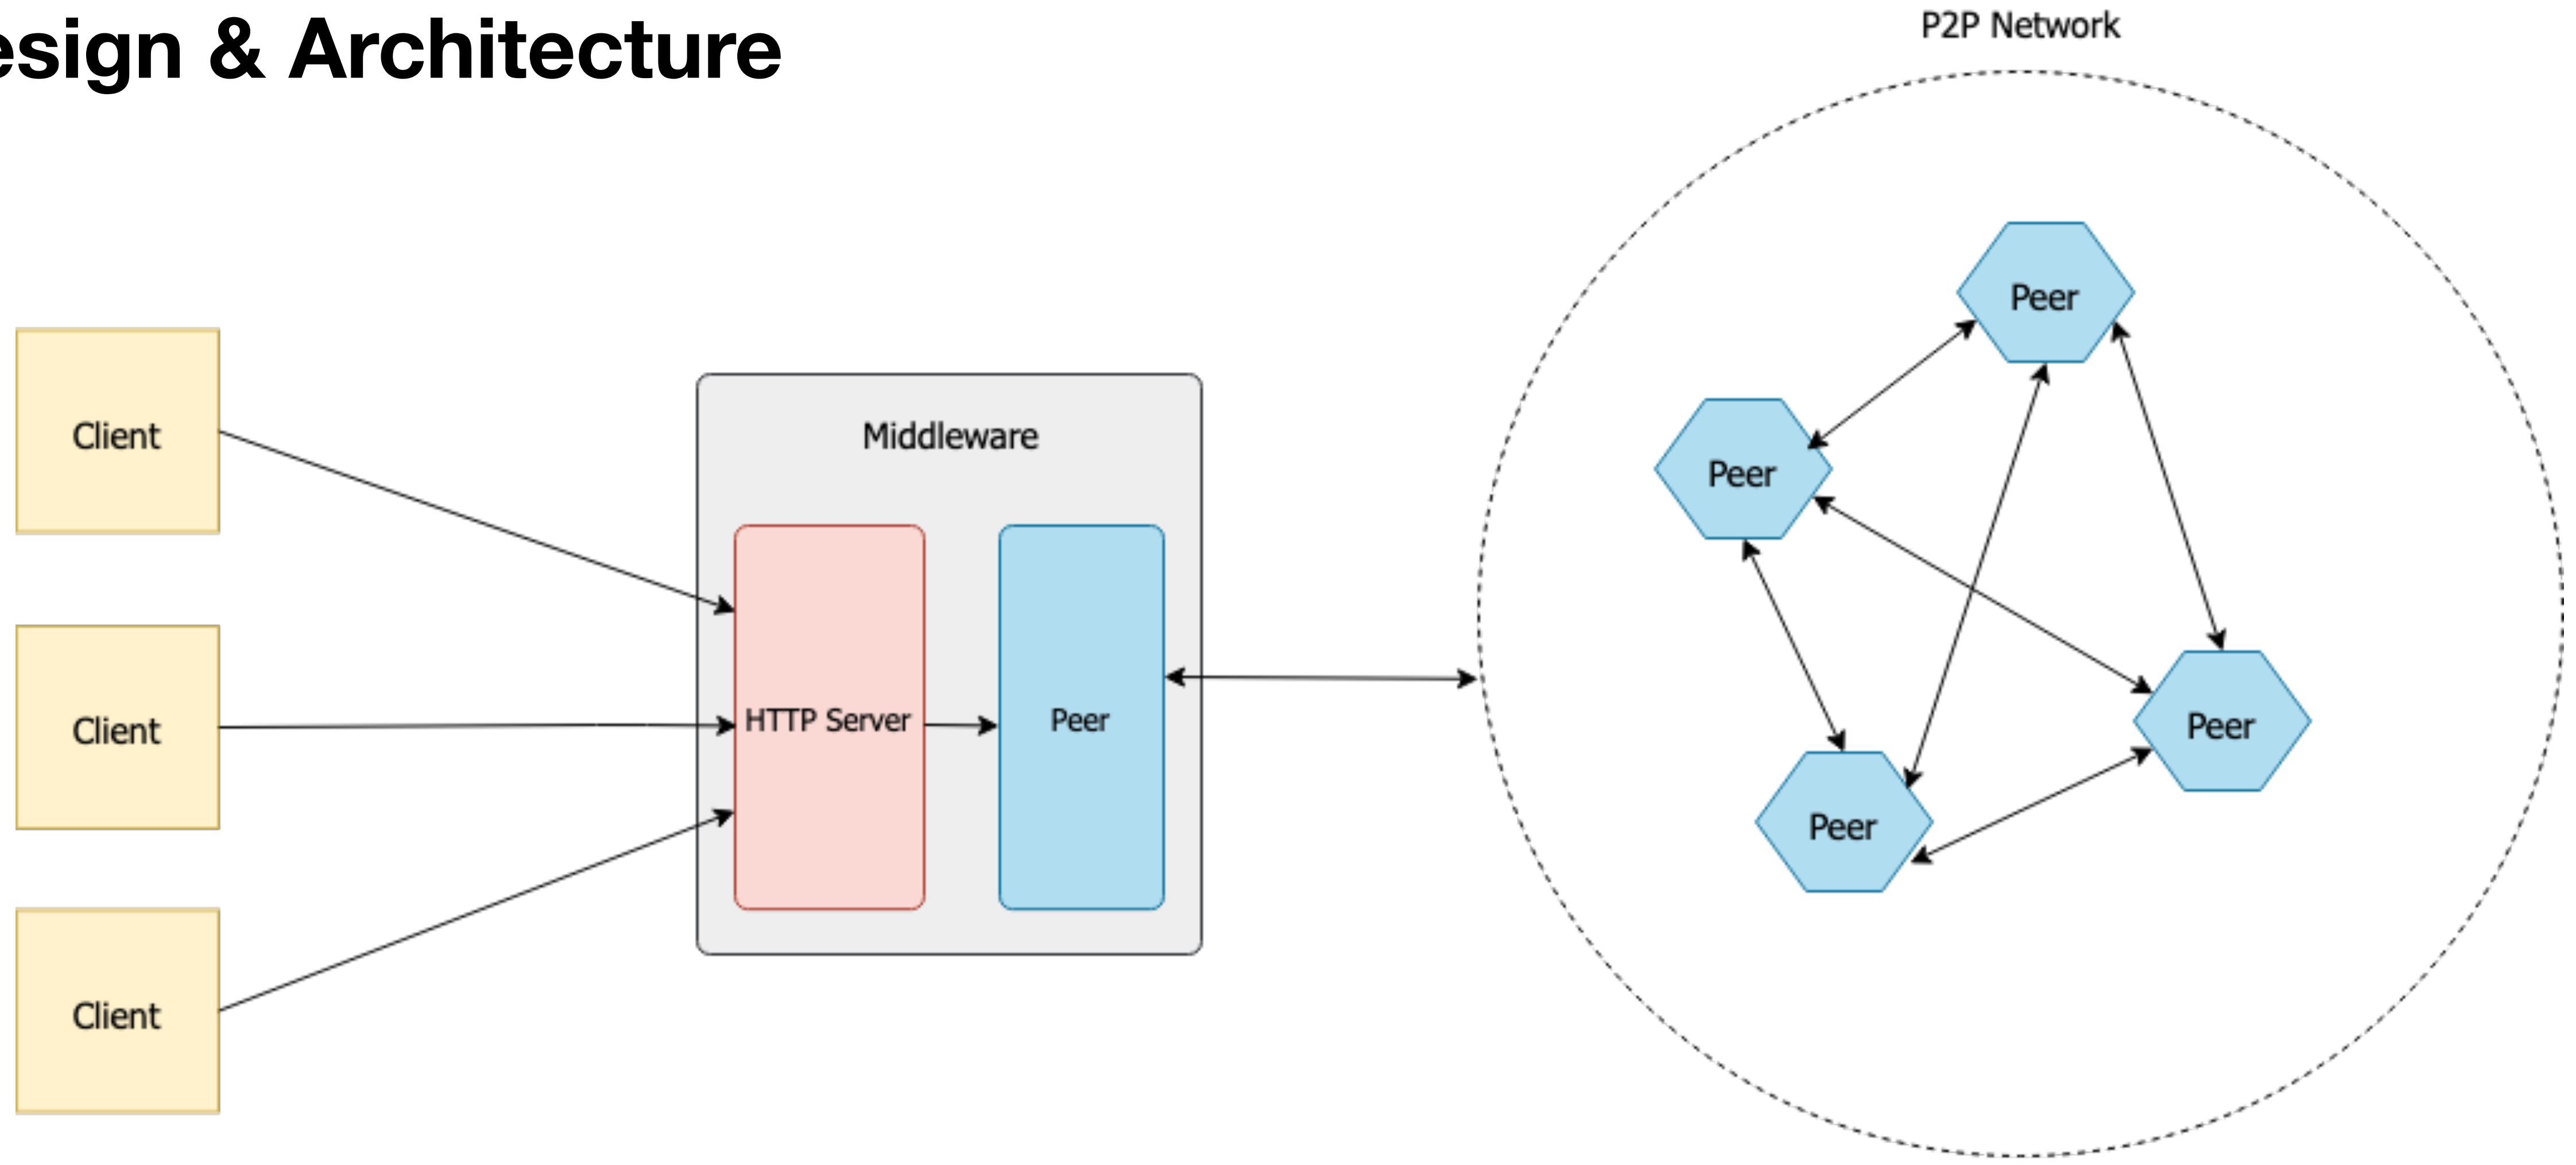 esign & Architecture
P2P Network
Client
Client
Client
Middleware
HTTP Server
Peer
Peer
Peer
Peer
Peer